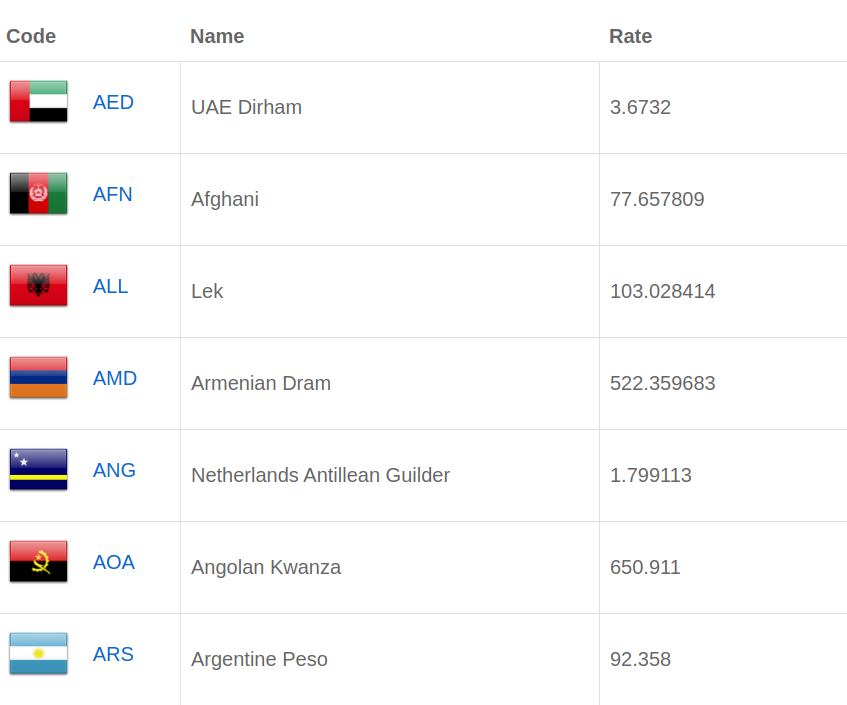 Code Name Rate
AED UAE Dirham 3.6732
AFN Afghani 77.657809
ALL Lek 103.028414
AMD Armenian Dram 522.359683
ANG Netherlands Antillean Guilder 1.799113
AOA Angolan Kwanza 650.911
ARS Argentine Peso 92.358